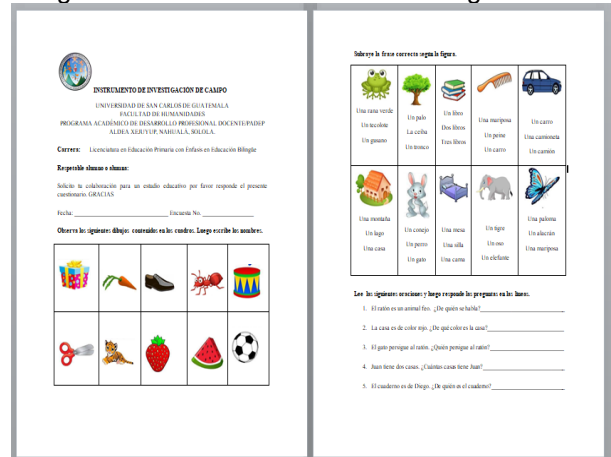 INSTRUMENTO DE INVESTIGACIÓN DE CAMPO
UNIVERSIDAD DE SAN CARLOS DE GUATEMALA
FACULTAD DE HUMANIDADES
PROGRAMA ACADÉMICO DE DESARROLLO PROFESIONAL DOCENTE/PADEP
ALDEA XEJUYUP, NAHUALÁ, SOLOLÁ.
Carrera: Licenciatura en Educación Primaria con Énfasis en Educación Bilingüe
Respetable alumno o alumna:
Solicito tu colaboración para un estudio educativo por favor responde el presente
cuestionario. GRACIAS
Fecha: Encuesta No.
Observo los siguientes dibujos contenidos en los cuadros. Luego escribo los nombres.
Subrayo la frase correcta según la figura.
Una rana verde
Un tecolote
Un gusano
Un palo
La ceiba
Un tronco
Un libro
Dos libros
Tres libros
Una mariposa
Un peine
Un carro
Un carro
Una camioneta
Un camión
Una montaña
Un lago
Una casa
Un conejo
Un perro
Un gato
Una mesa
Una silla
Una cama
Un tigre
Un oso
Un elefante
Una paloma
Un alacrán
Una mariposa
Leo las siguientes oraciones y luego respondo las preguntas en las líneas.
1. El ratón es un animal feo. ¿De quién se habla?
2. La casa es de color rojo. ¿De qué color es la casa?
3. El gato persigue al ratón. ¿Quién persigue al ratón?
4. Juan tiene dos casas. ¿Cuántas casas tiene Juan?
5. El cuaderno es de Diego. ¿De quién es el cuaderno?